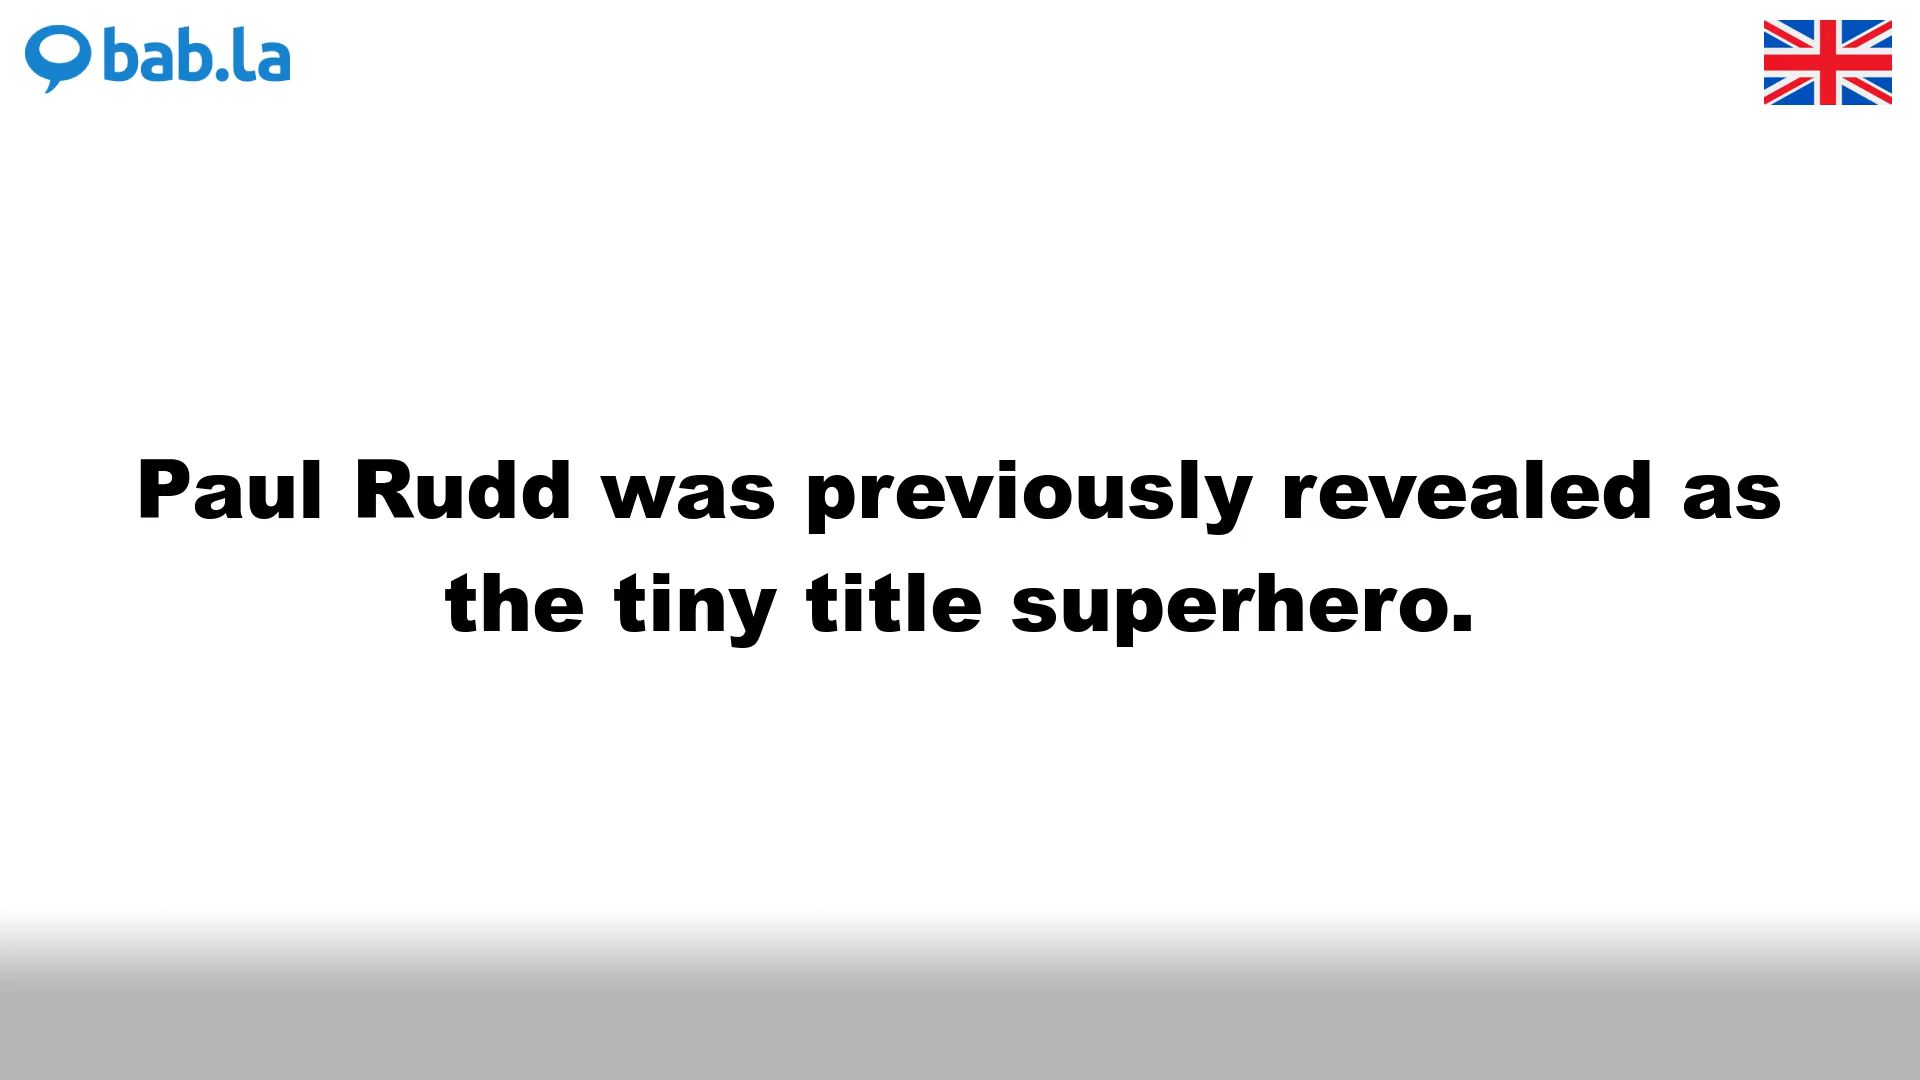 bab.la
Paul Rudd was previously revealed as
the tiny title superhero.